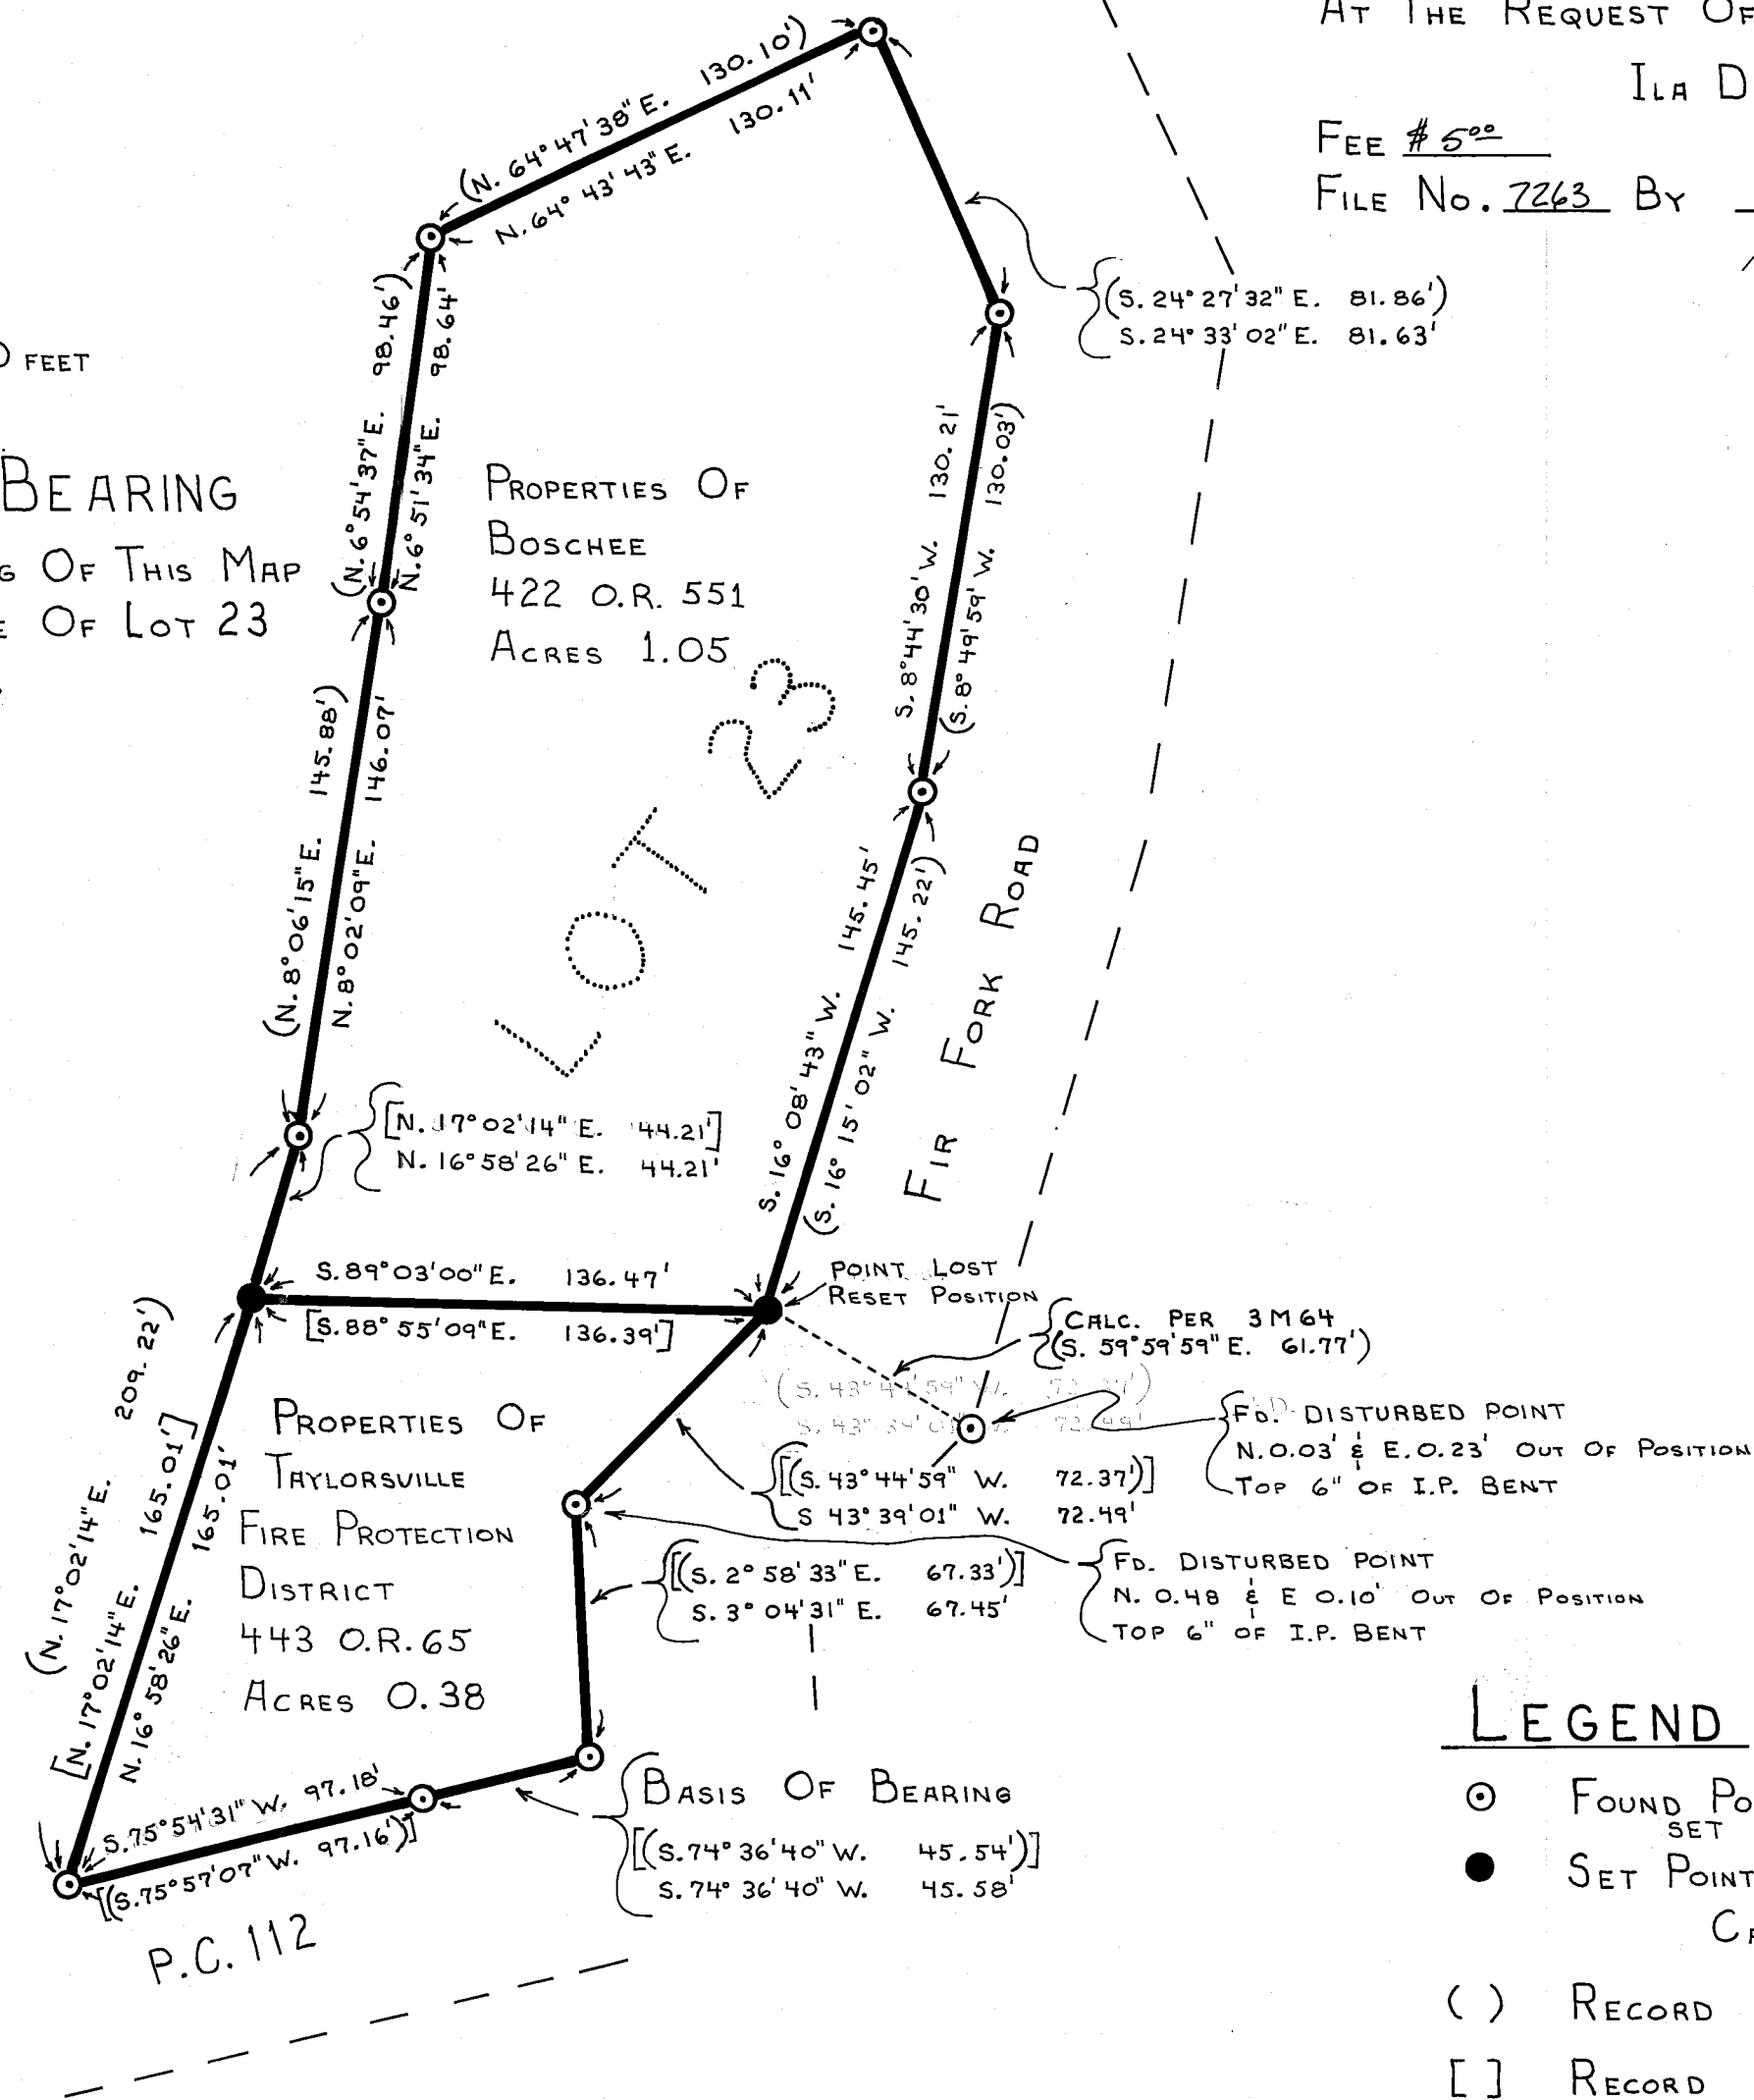 AT THE REQUEST OF
ILA D
FEE $ 5⁰⁰
FILE No. 7263 BY
(N. 64° 47' 38" E. 130.10')
N. 64° 43' 43" E. 130.11'
(S. 24° 27' 32" E. 81.86')
S. 24° 33' 02" E. 81.63'
FEET
(N. 6° 54' 37" E. 98.46')
N. 6° 51' 34" E. 98.64'
BEARING
OF THIS MAP
OF LOT 23
PROPERTIES OF
BOSCHEE
422 O.R. 551
ACRES 1.05
S. 8° 44' 30" W. 130.21'
(S. 8° 49' 59" W. 130.03')
LOT 23
(N. 8° 06' 15" E. 145.88')
N. 8° 02' 09" E. 146.07'
S. 16° 08' 43" W. 145.45'
(S. 16° 15' 02" W. 145.22')
FIR FORK ROAD
[N. 17° 02' 14" E. 44.21']
N. 16° 58' 26" E. 44.21'
S. 89° 03' 00" E. 136.47'
[S. 88° 55' 09" E. 136.39']
POINT LOST
RESET POSITION
CALC. PER 3 M 64
(S. 59° 59' 59" E. 61.77')
FD. DISTURBED POINT
N. 0.03' & E. 0.23' OUT OF POSITION
TOP 6" OF I.P. BENT
[(S. 43° 44' 59" W. 72.37')]
S 43° 39' 01" W. 72.49'
(N. 17° 02' 14" E. 209.22')
[N. 17° 02' 14" E. 165.01']
N. 16° 58' 26" E. 165.01'
PROPERTIES OF
TAYLORSVILLE
FIRE PROTECTION
DISTRICT
443 O.R. 65
ACRES 0.38
[(S. 2° 58' 33" E. 67.33')]
S. 3° 04' 31" E. 67.45'
FD. DISTURBED POINT
N. 0.48 & E 0.10' OUT OF POSITION
TOP 6" OF I.P. BENT
S. 75° 54' 31" W. 97.18'
[(S. 75° 57' 07" W. 97.16')]
BASIS OF BEARING
[(S. 74° 36' 40" W. 45.54')]
S. 74° 36' 40" W. 45.58'
P.C. 112
LEGEND
FOUND PO
SET
SET POINT
( ) RECORD
[ ] RECORD